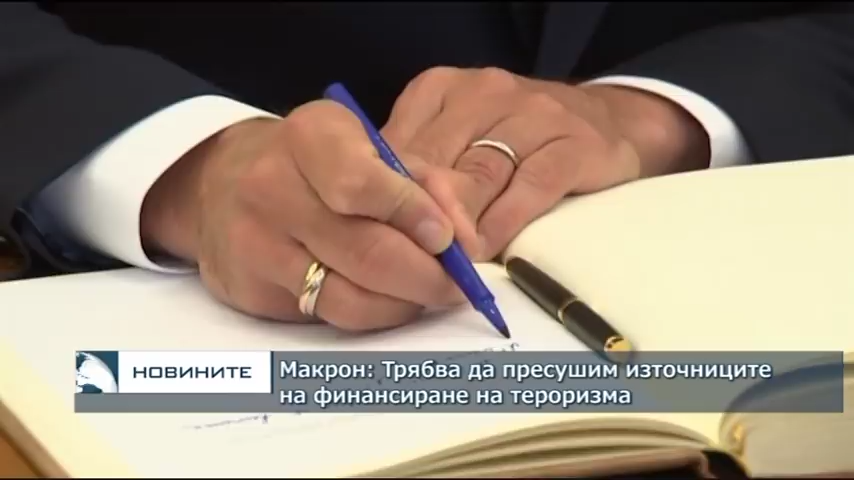 НОВИНИТЕ
Макрон: Трябва да пресушим източниците
на финансиране на тероризма